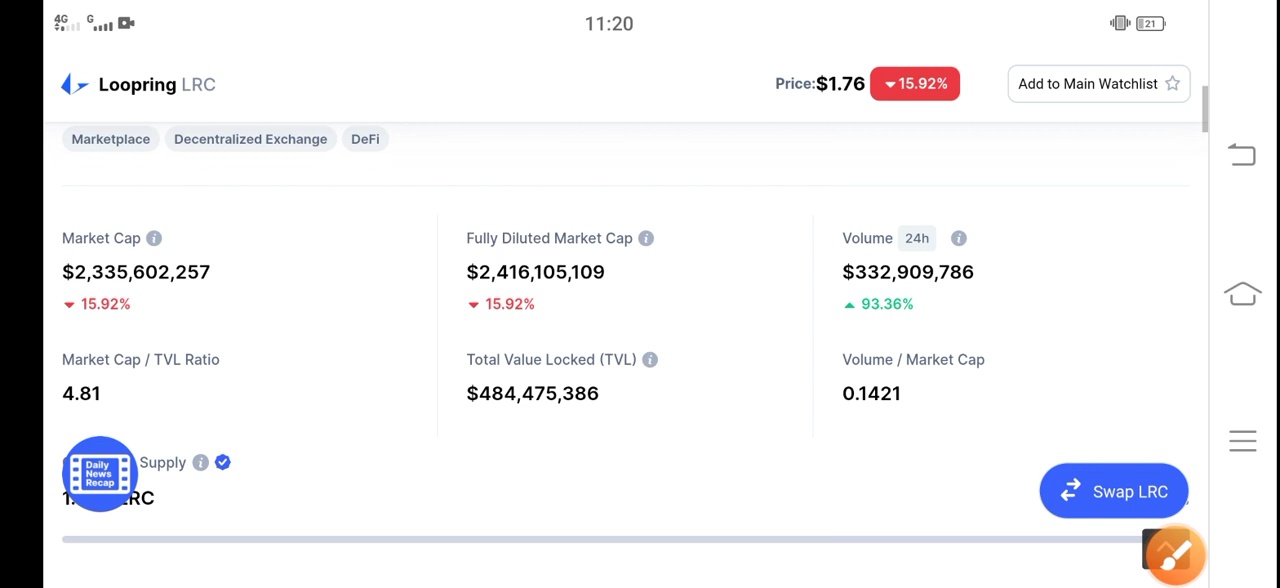 4G G 11:20 21
Loopring LRC Price:$1.76 15.92% Add to Main Watchlist
Marketplace Decentralized Exchange DeFi
Market Cap Fully Diluted Market Cap Volume 24h
$2,335,602,257 $2,416,105,109 $332,909,786
15.92% 15.92% 93.36%
Market Cap / TVL Ratio Total Value Locked (TVL) Volume / Market Cap
4.81 $484,475,386 0.1421
Supply
Daily
News
Recap
Swap LRC